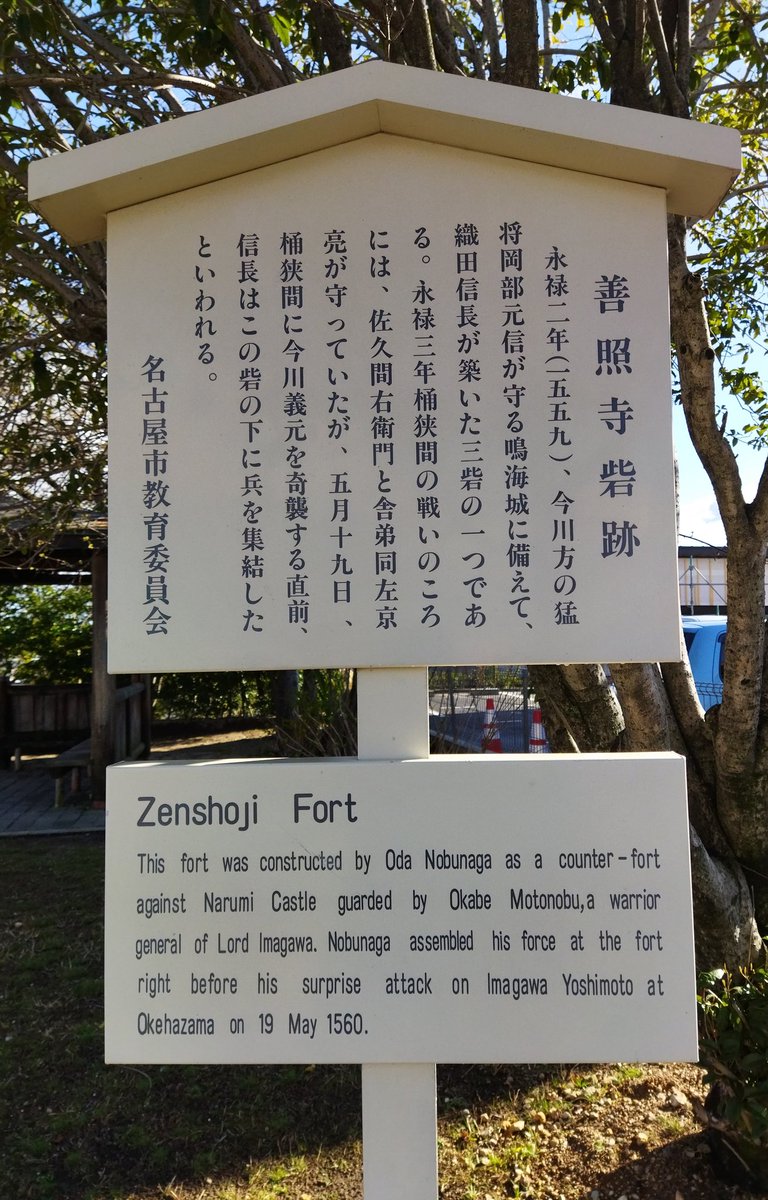 善照寺砦跡
永禄二年(一五五九)、今川方の猛
将岡部元信が守る鳴海城に備えて、
織田信長が築いた三砦の一つであ
る。永禄三年桶狭間の戦いのころ
には、佐久間右衛門と舎弟同左京
亮が守っていたが、五月十九日、
桶狭間に今川義元を奇襲する直前、
信長はこの砦の下に兵を集結した
といわれる。
名古屋市教育委員会
Zenshoji Fort
This fort was constructed by Oda Nobunaga as a counter-fort
against Narumi Castle guarded by Okabe Motonobu,a warrior
general of Lord Imagawa. Nobunaga assembled his force at the fort
right before his surprise attack on Imagawa Yoshimoto at
Okehazama on 19 May 1560.